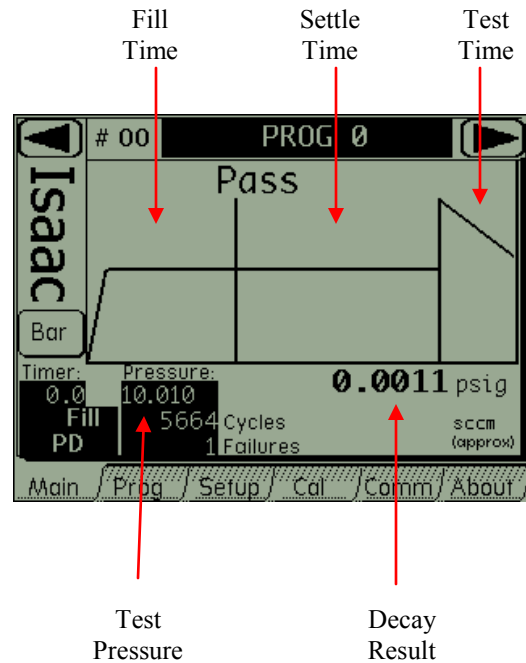 Fill
Time
Settle
Time
Test
Time
# 00
PROG 0
Isaac
Pass
Bar
Timer:
0.0
Pressure:
10.010
0.0011 psig
Fill
PD
5664 Cycles
1 Failures
sccm
(approx)
Main
Prog
Setup
Cal
Comm
About
Test
Pressure
Decay
Result